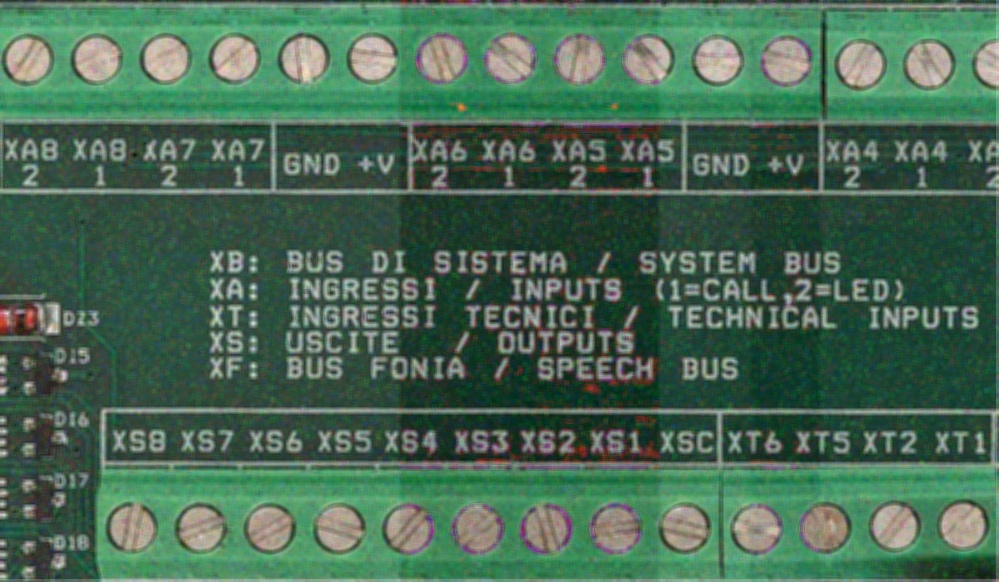 XA8 XA8 XA7 XA7 GND +V XA6 XA6 XA5 XA5 GND +V XA4 XA4
2 1 2 1 2 1 2 1 2 1 2
XB: BUS DI SISTEMA / SYSTEM BUS
XA: INGRESSI / INPUTS (1=CALL,2=LED)
XT: INGRESSI TECNICI / TECHNICAL INPUTS
XS: USCITE / OUTPUTS
XF: BUS FONIA / SPEECH BUS
D23
D15
D16
XS8 XS7 XS6 XS5 XS4 XS3 XS2 XS1 XSC XT6 XT5 XT2 XT1
D17
D18